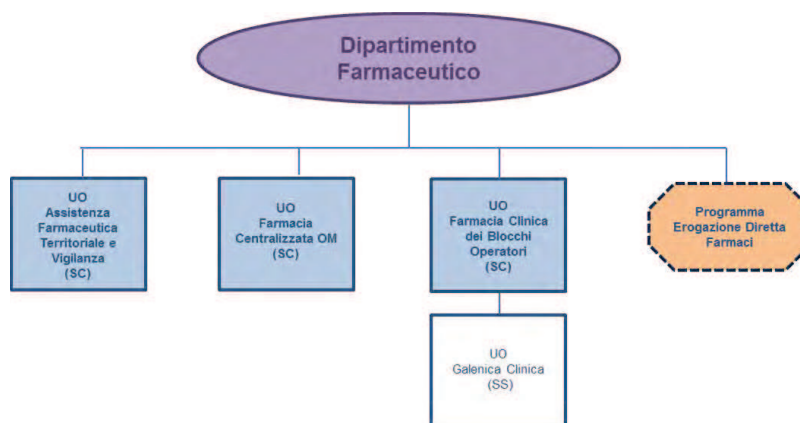 Dipartimento
Farmaceutico
UO
Assistenza
Farmaceutica
Territoriale e
Vigilanza
(SC)
UO
Farmacia
Centralizzata OM
(SC)
UO
Farmacia Clinica
dei Blocchi
Operatori
(SC)
Programma
Erogazione Diretta
Farmaci
UO
Galenica Clinica
(SS)